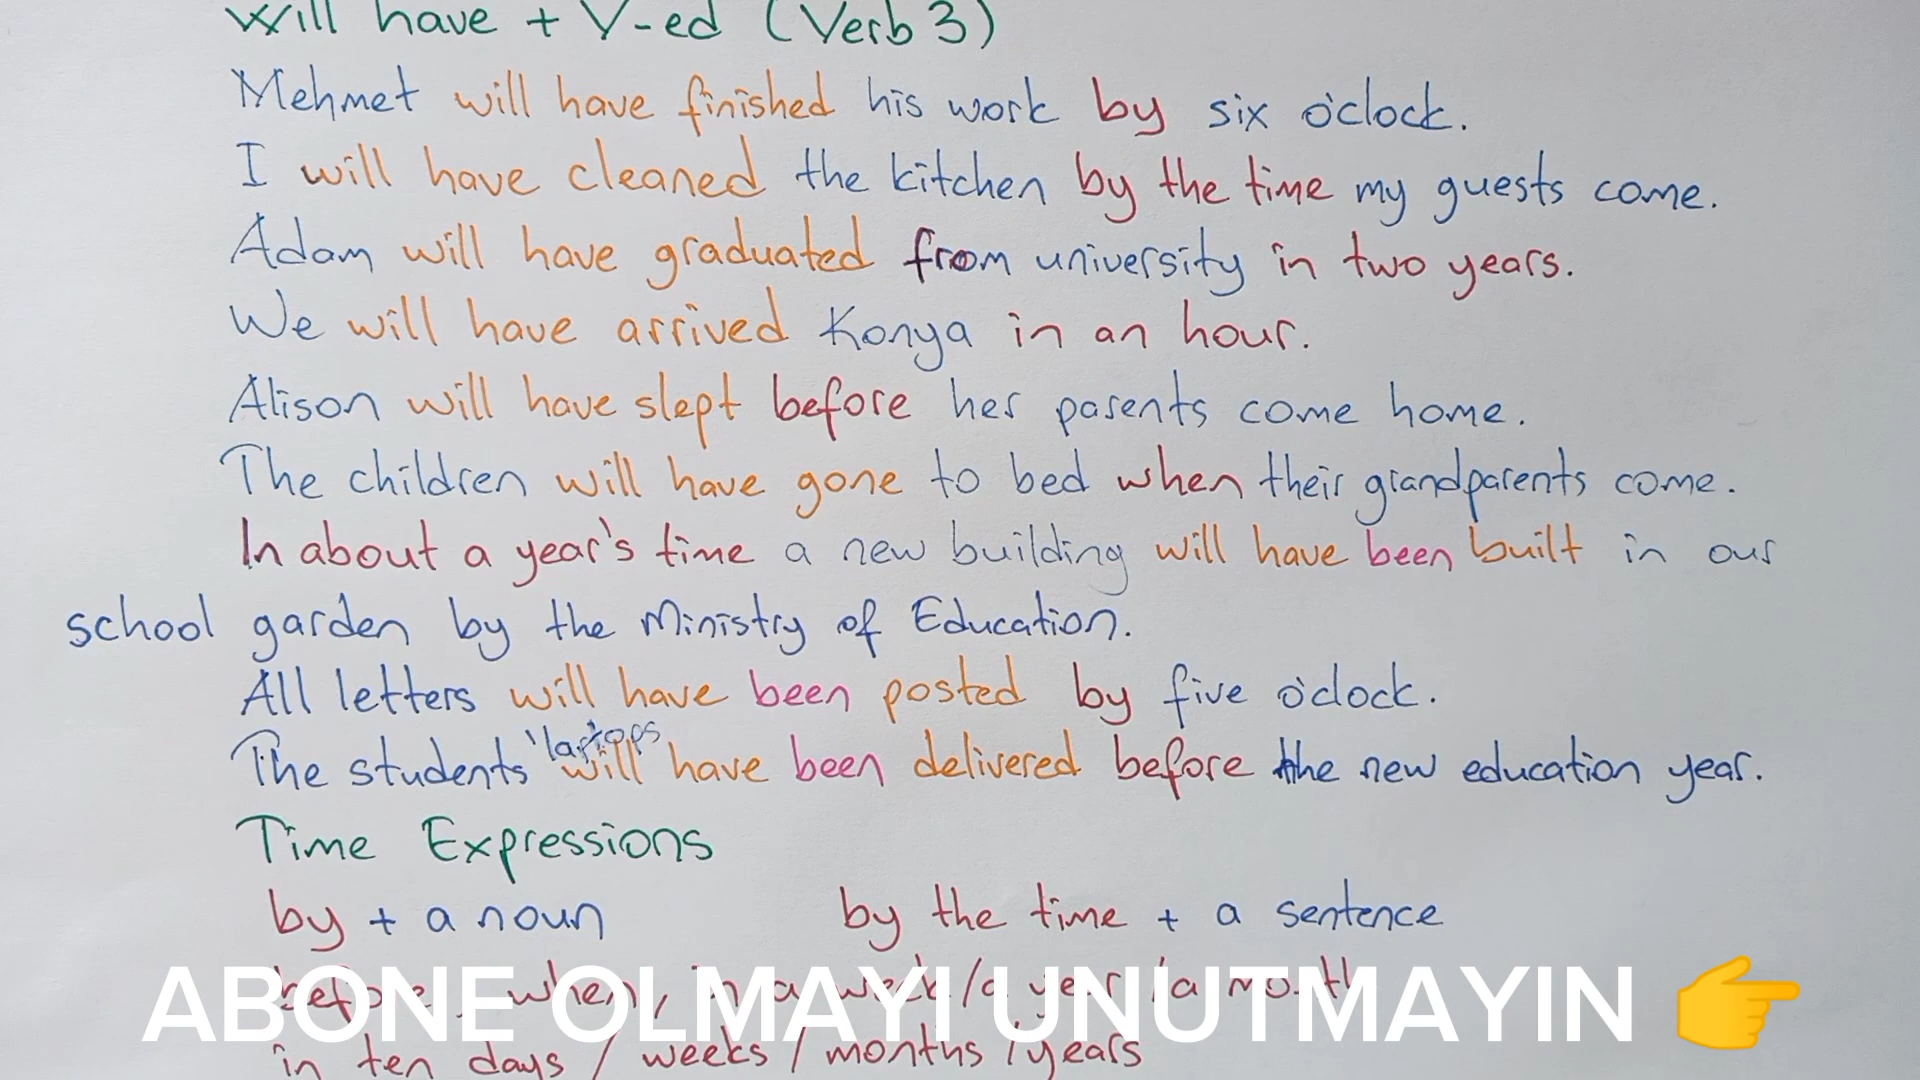 Will have + V-ed (Verb 3)
Mehmet will have finished his work by six o'clock.
I will have cleaned the kitchen by the time my guests come.
Adam will have graduated from university in two years.
We will have arrived Konya in an hour.
Alison will have slept before her parents come home.
The children will have gone to bed when their grandparents come.
In about a year's time a new building will have been built in our
school garden by the Ministry of Education.
All letters will have been posted by five o'clock.
The students' laptops will have been delivered before the new education year.
Time Expressions
by + a noun by the time + a sentence
before, when, in a week/a year/a month
ABONE OLMAYI UNUTMAYIN 👉
in ten days / weeks / months / years